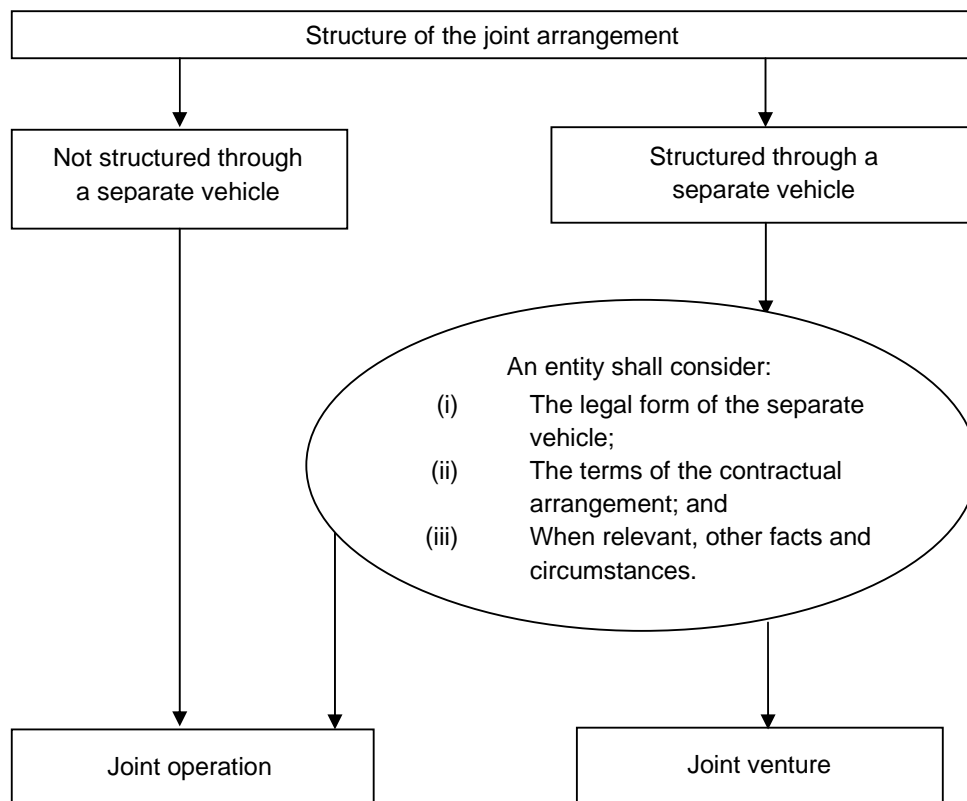 Structure of the joint arrangement
Not structured through
a separate vehicle
Structured through a
separate vehicle
An entity shall consider:
(i) The legal form of the separate
vehicle;
(ii) The terms of the contractual
arrangement; and
(iii) When relevant, other facts and
circumstances.
Joint operation
Joint venture